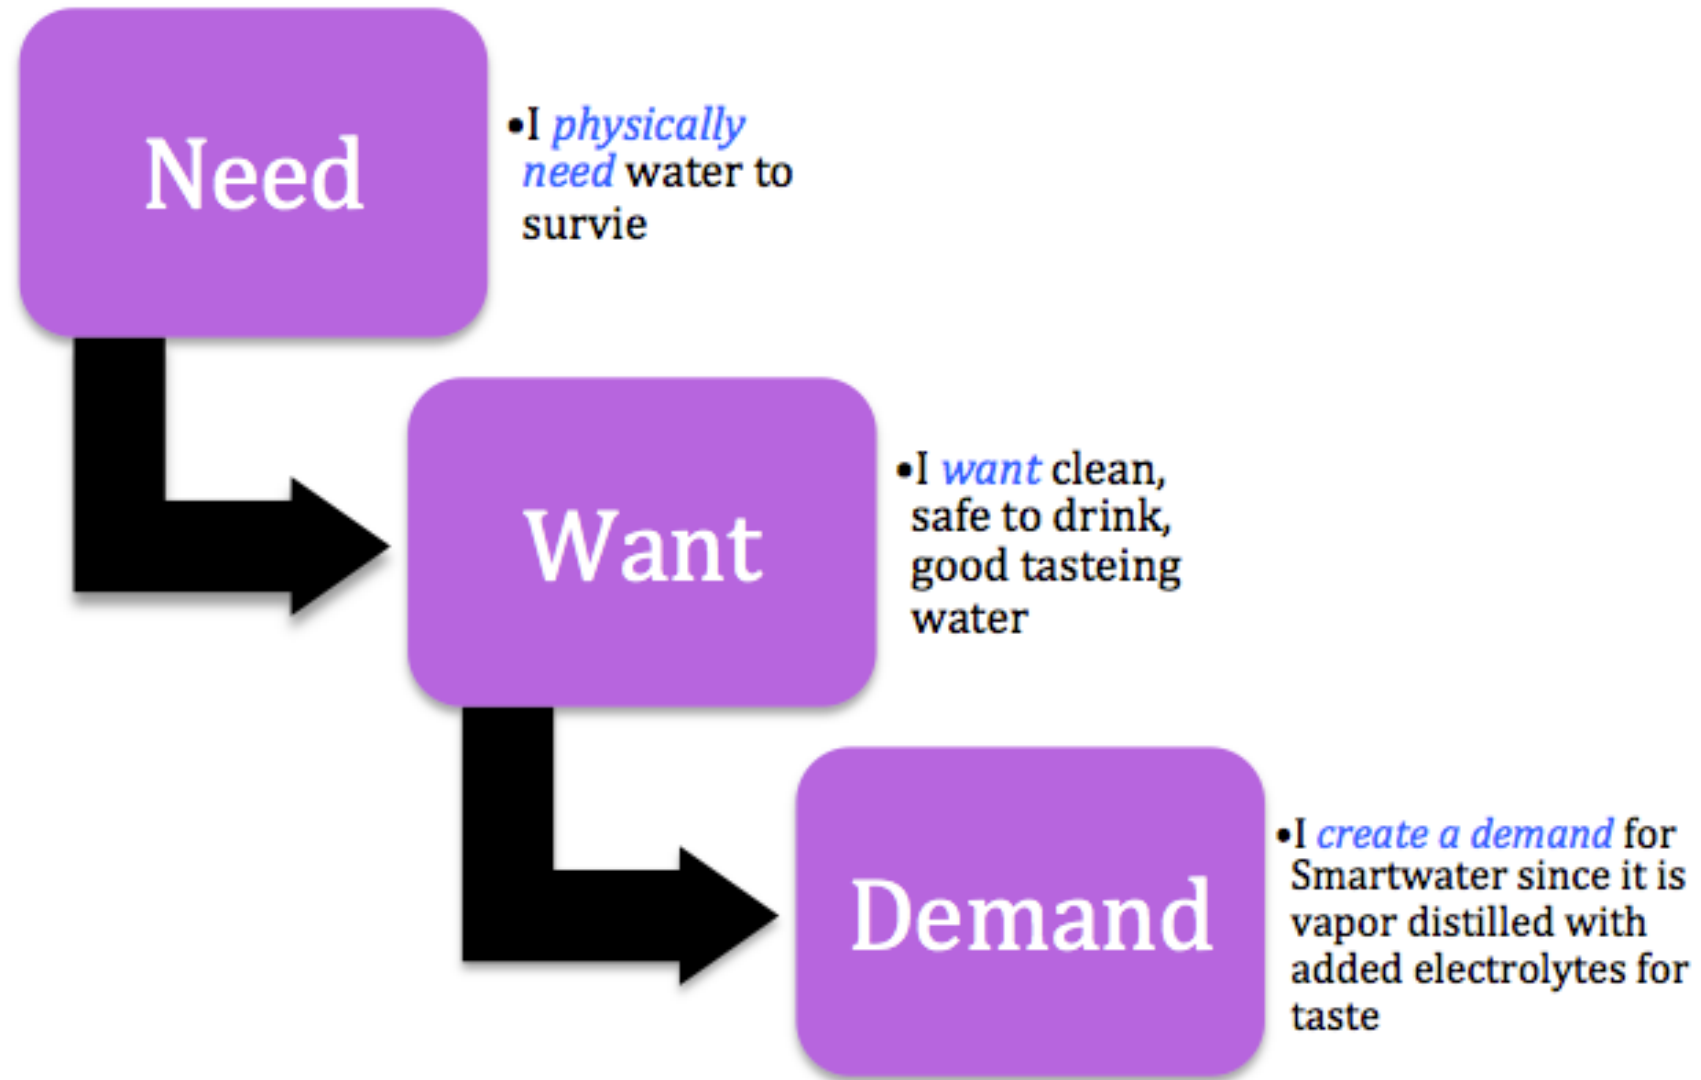 Need
•I physically
need water to
survie
Want
•I want clean,
safe to drink,
good tasteing
water
Demand
•I create a demand for
Smartwater since it is
vapor distilled with
added electrolytes for
taste